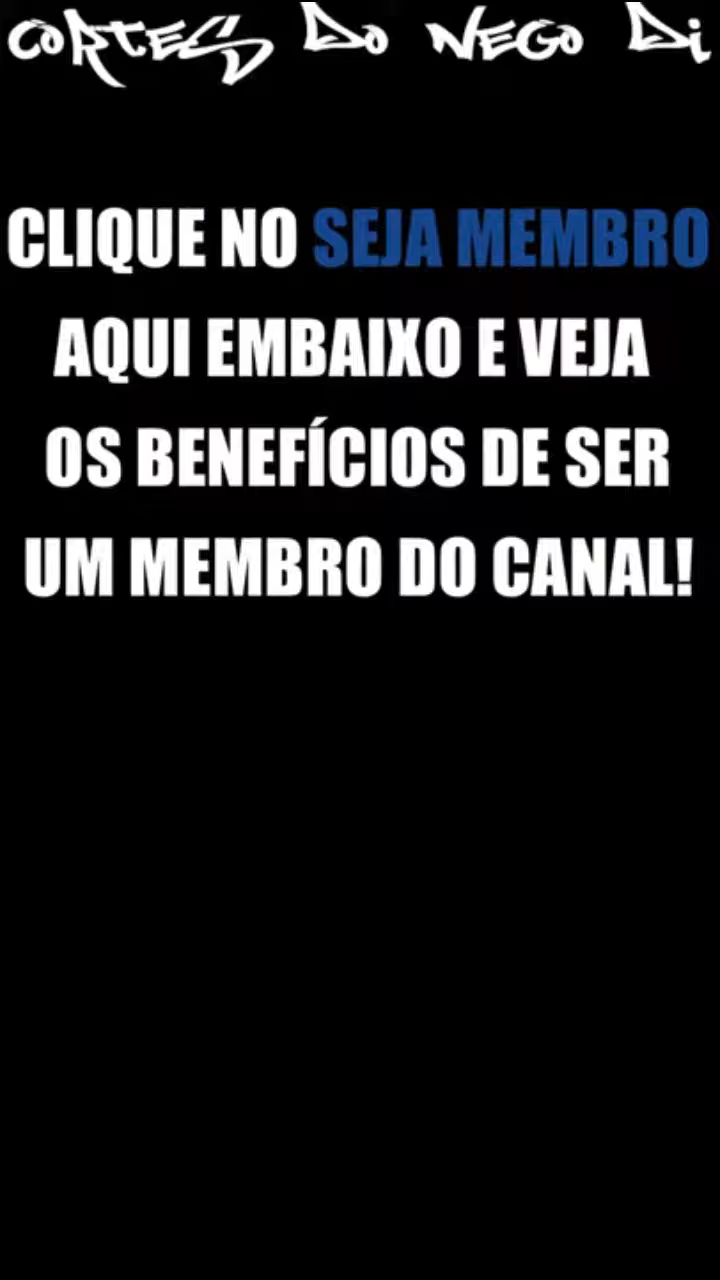 CORTES DO NEGO DI
CLIQUE NO SEJA MEMBRO
AQUI EMBAIXO E VEJA
OS BENEFÍCIOS DE SER
UM MEMBRO DO CANAL!